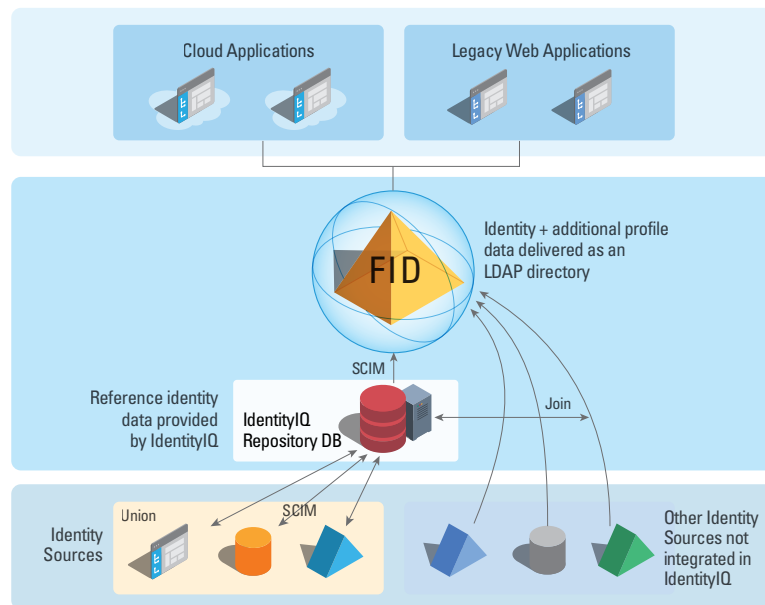 Cloud Applications
Legacy Web Applications
FID
Identity + additional profile
data delivered as an
LDAP directory
SCIM
Reference identity
data provided
by IdentityIQ
IdentityIQ
Repository DB
Join
Identity
Sources
Union
SCIM
Other Identity
Sources not
integrated in
IdentityIQ